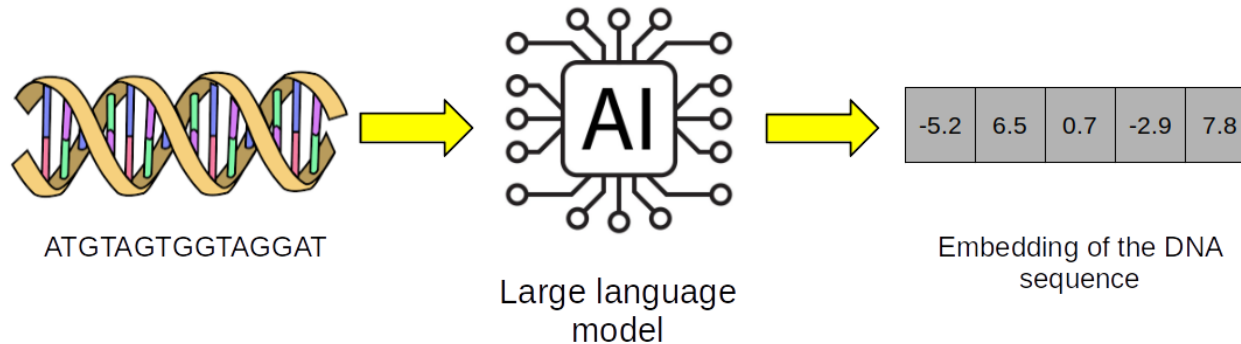 AI
-5.2 6.5 0.7 -2.9 7.8
ATGTAGTGGTAGGAT
Embedding of the DNA
sequence
Large language
model